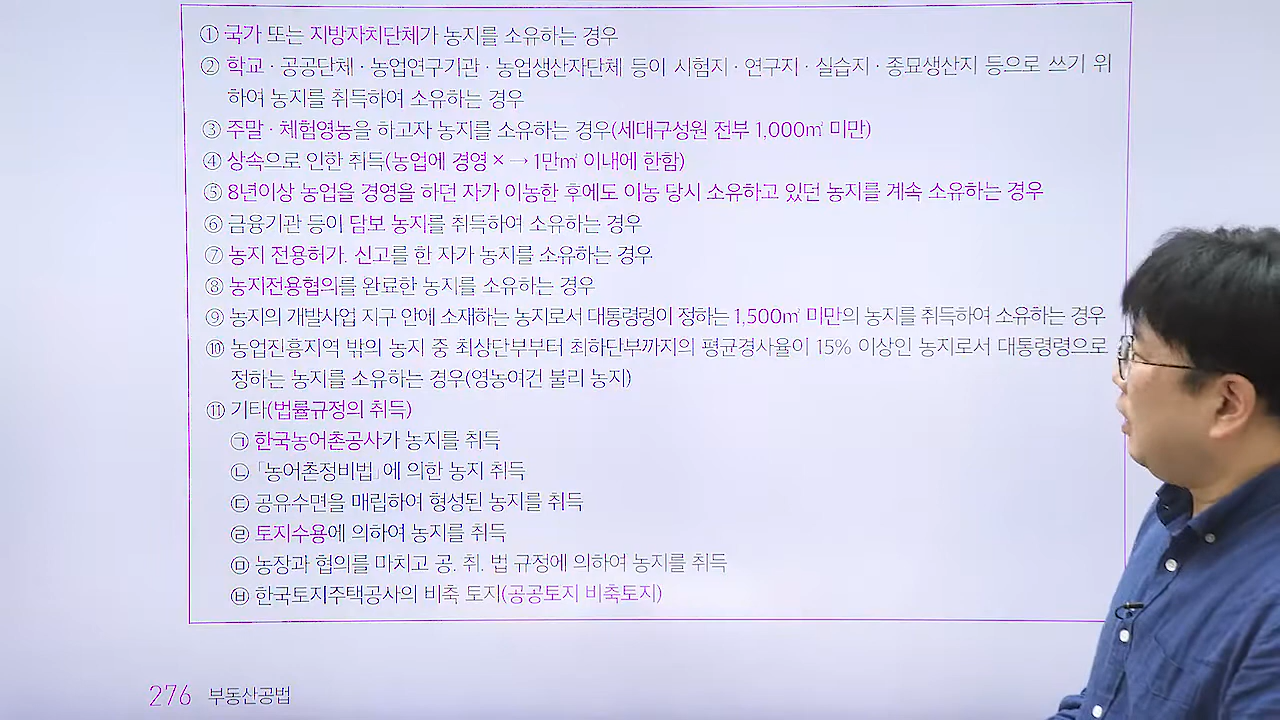 ① 국가 또는 지방자치단체가 농지를 소유하는 경우
② 학교 · 공공단체 · 농업연구기관 · 농업생산자단체 등이 시험지 · 연구지 · 실습지 · 종묘생산지 등으로 쓰기 위
하여 농지를 취득하여 소유하는 경우
③ 주말 · 체험영농을 하고자 농지를 소유하는 경우(세대구성원 전부 1,000㎡ 미만)
④ 상속으로 인한 취득(농업에 경영 × → 1만㎡ 이내에 한함)
⑤ 8년이상 농업을 경영을 하던 자가 이농한 후에도 이농 당시 소유하고 있던 농지를 계속 소유하는 경우
⑥ 금융기관 등이 담보 농지를 취득하여 소유하는 경우
⑦ 농지 전용허가. 신고를 한 자가 농지를 소유하는 경우
⑧ 농지전용협의를 완료한 농지를 소유하는 경우
⑨ 농지의 개발사업 지구 안에 소재하는 농지로서 대통령령이 정하는 1,500㎡ 미만의 농지를 취득하여 소유하는 경우
⑩ 농업진흥지역 밖의 농지 중 최상단부부터 최하단부까지의 평균경사율이 15% 이상인 농지로서 대통령령으로
정하는 농지를 소유하는 경우(영농여건 불리 농지)
⑪ 기타(법률규정의 취득)
㉠ 한국농어촌공사가 농지를 취득
㉡ 「농어촌정비법」에 의한 농지 취득
㉢ 공유수면을 매립하여 형성된 농지를 취득
㉣ 토지수용에 의하여 농지를 취득
㉤ 농장과 협의를 마치고 공. 취. 법 규정에 의하여 농지를 취득
㉥ 한국토지주택공사의 비축 토지(공공토지 비축토지)
276 부동산공법